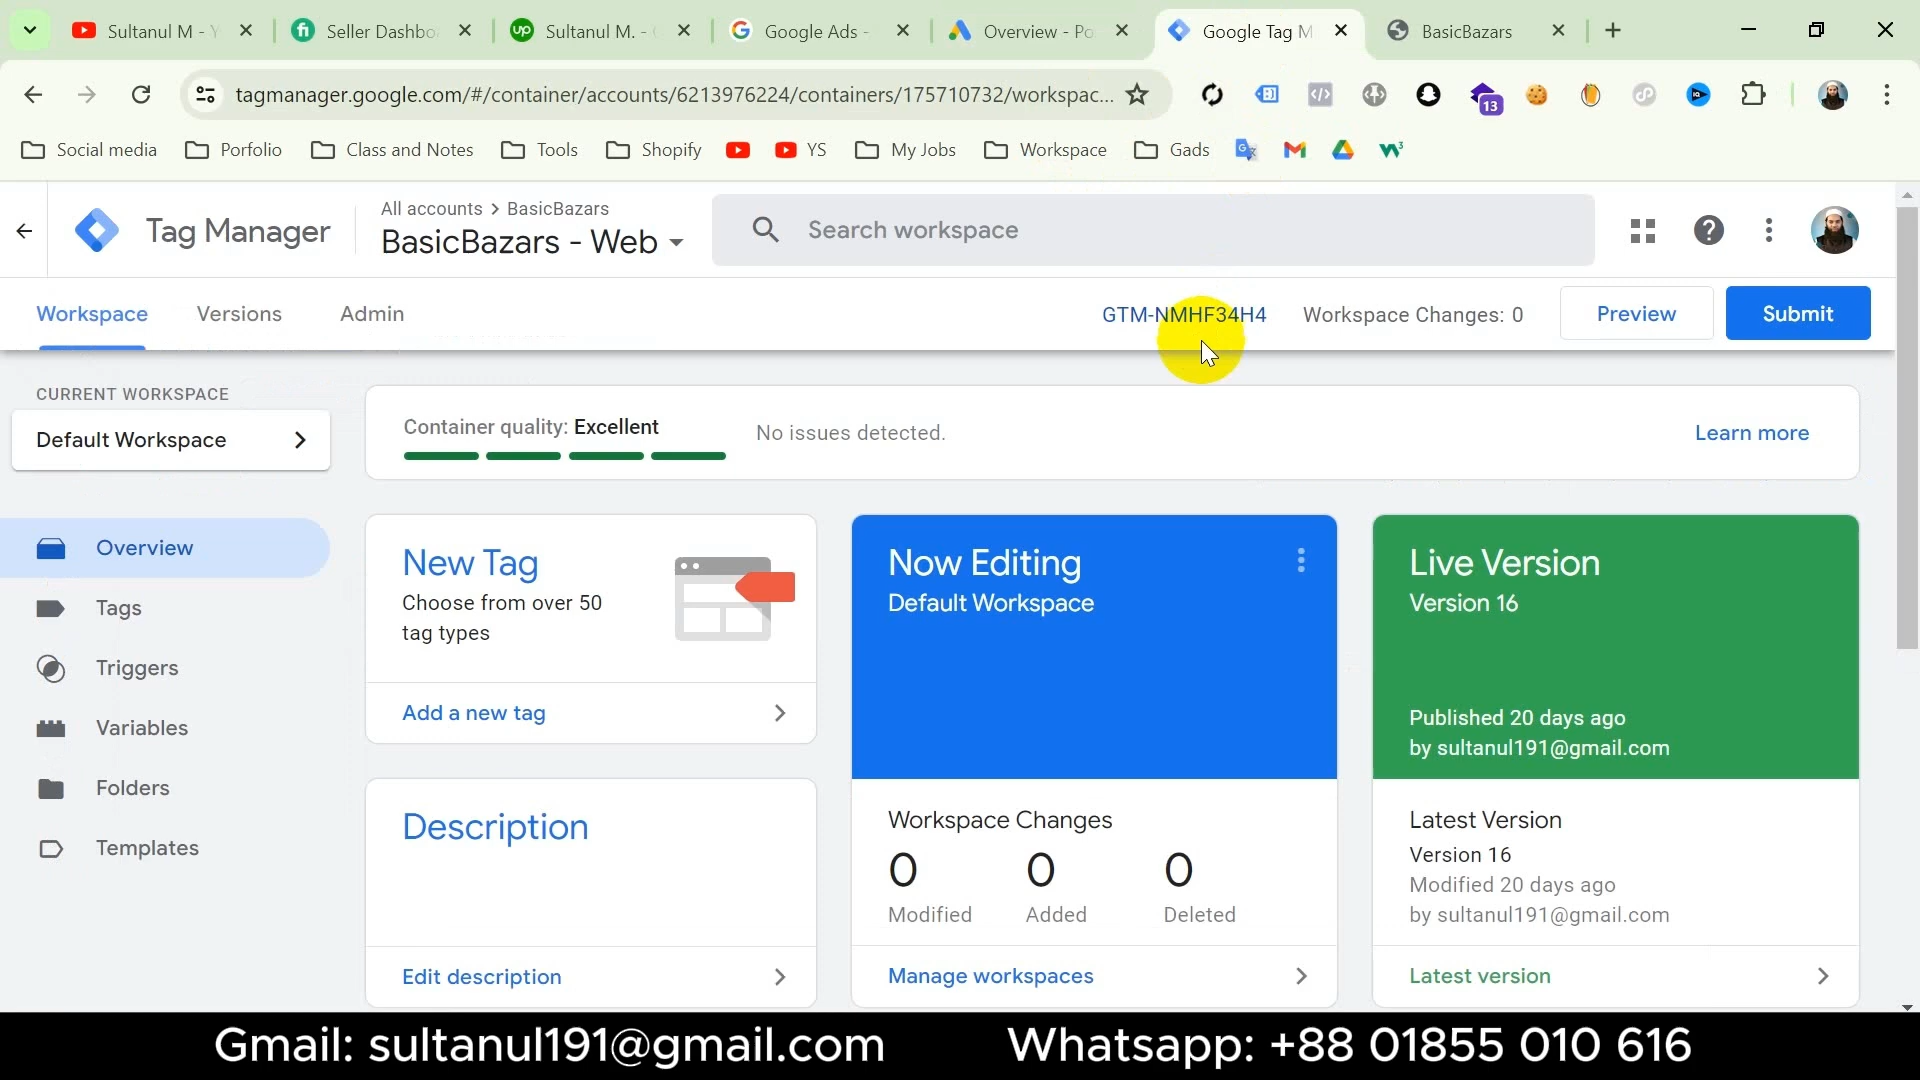 Sultanul M - Y
Seller Dashbo
Sultanul M. -
Google Ads -
Overview - Po
Google Tag M
BasicBazars
tagmanager.google.com/#/container/accounts/6213976224/containers/175710732/workspac...
13
Social media
Porfolio
Class and Notes
Tools
Shopify
YS
My Jobs
Workspace
Gads
Tag Manager
All accounts > BasicBazars
BasicBazars - Web
Search workspace
Workspace
Versions
Admin
GTM-NMHF34H4
Workspace Changes: 0
Preview
Submit
CURRENT WORKSPACE
Default Workspace
Container quality: Excellent
No issues detected.
Learn more
Overview
Tags
Triggers
Variables
Folders
Templates
New Tag
Choose from over 50
tag types
Add a new tag
Description
Edit description
Now Editing
Default Workspace
Workspace Changes
0 0 0
Modified Added Deleted
Manage workspaces
Live Version
Version 16
Published 20 days ago
by sultanul191@gmail.com
Latest Version
Version 16
Modified 20 days ago
by sultanul191@gmail.com
Latest version
Gmail: sultanul191@gmail.com
Whatsapp: +88 01855 010 616